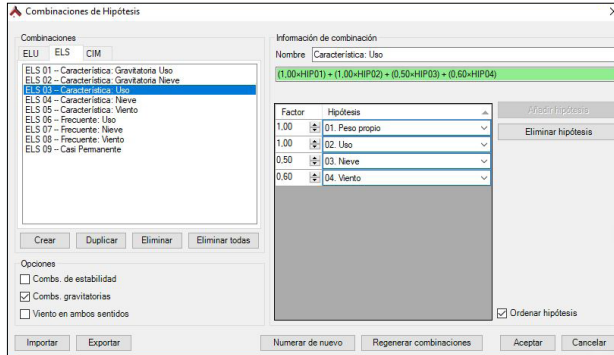 Combinaciones de Hipótesis
Combinaciones
ELU ELS CIM
ELS 01 -- Característica: Gravitatoria Uso
ELS 02 -- Característica: Gravitatoria Nieve
ELS 03 -- Característica: Uso
ELS 04 -- Característica: Nieve
ELS 05 -- Característica: Viento
ELS 06 -- Frecuente: Uso
ELS 07 -- Frecuente: Nieve
ELS 08 -- Frecuente: Viento
ELS 09 -- Casi Permanente
Crear Duplicar Eliminar Eliminar todas
Opciones
Combs. de estabilidad
Combs. gravitatorias
Viento en ambos sentidos
Información de combinación
Nombre Característica: Uso
(1,00×HIP01) + (1,00×HIP02) + (0,50×HIP03) + (0,60×HIP04)
Factor Hipótesis
1,00 01. Peso propio
1,00 02. Uso
0,50 03. Nieve
0,60 04. Viento
Añadir hipótesis
Eliminar hipótesis
Ordenar hipótesis
Importar Exportar Numerar de nuevo Regenerar combinaciones Aceptar Cancelar